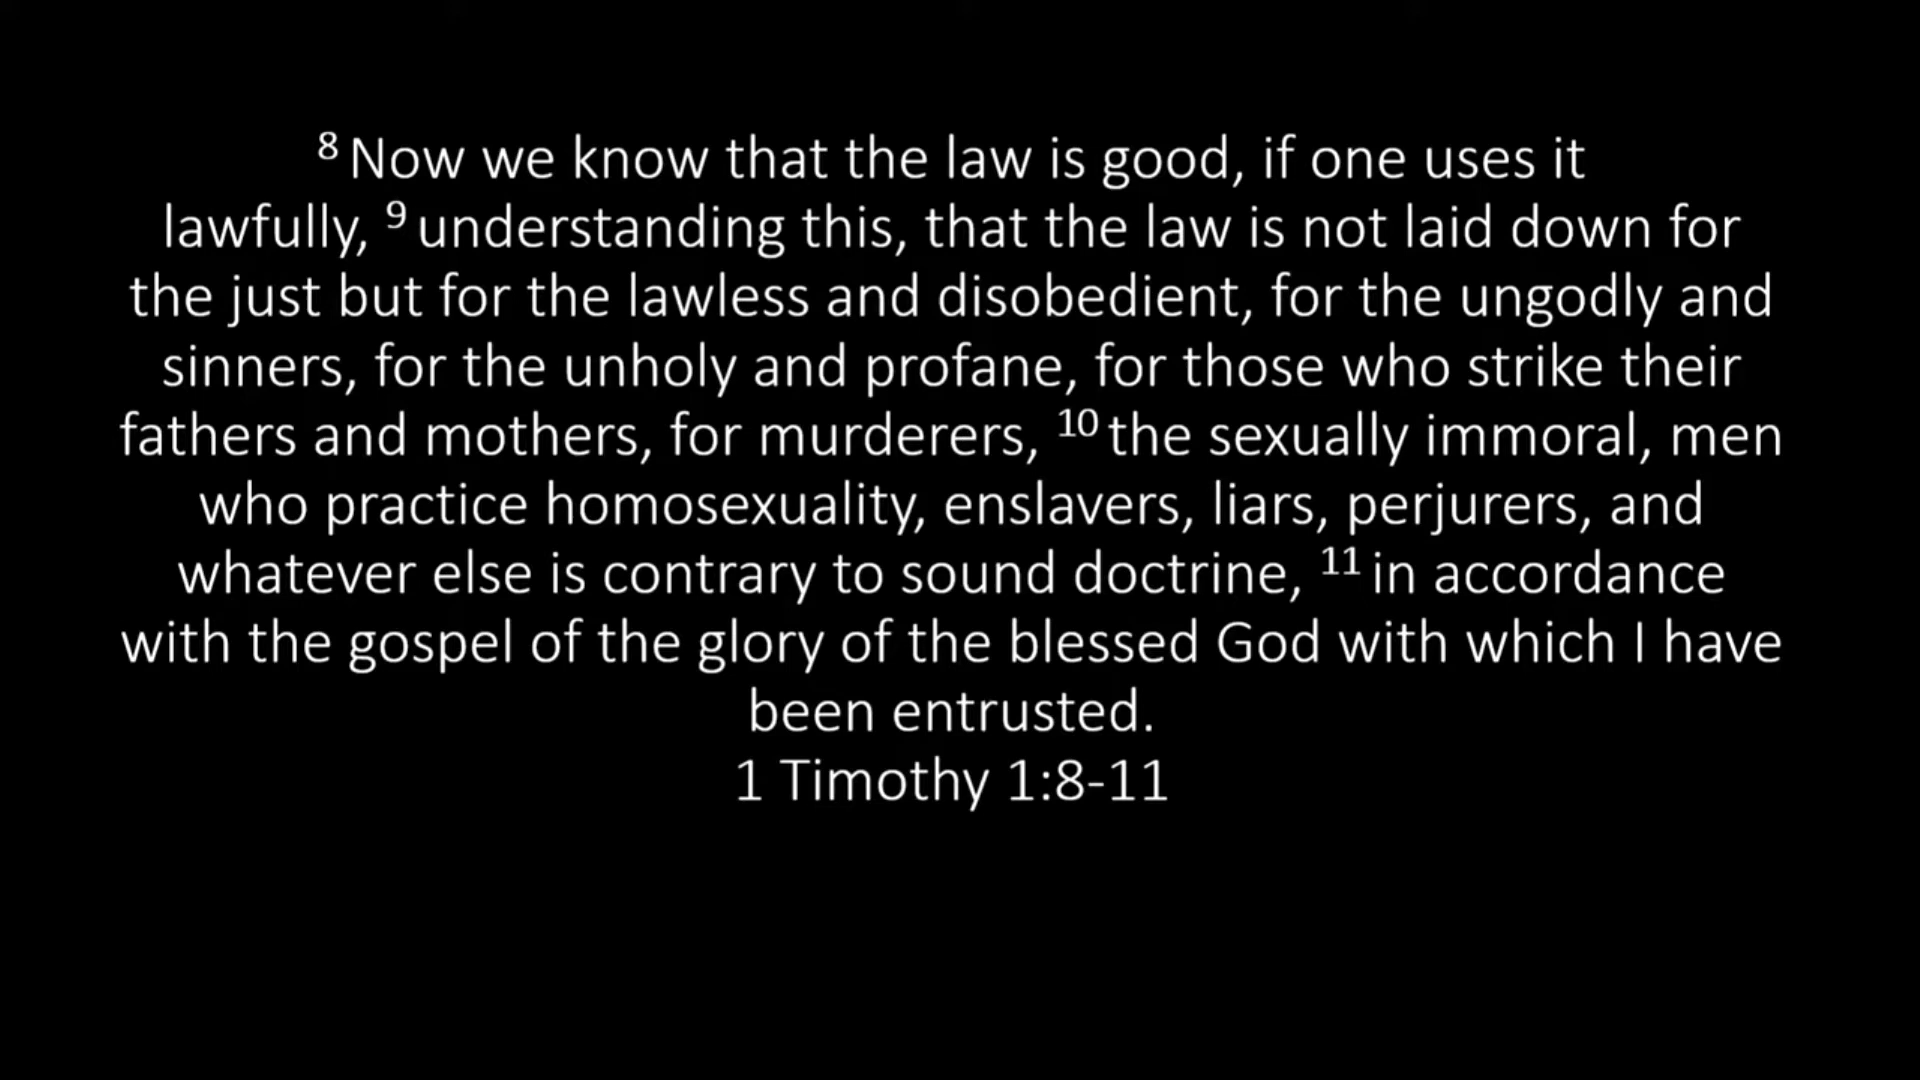 ⁸ Now we know that the law is good, if one uses it
lawfully, ⁹ understanding this, that the law is not laid down for
the just but for the lawless and disobedient, for the ungodly and
sinners, for the unholy and profane, for those who strike their
fathers and mothers, for murderers, ¹⁰ the sexually immoral, men
who practice homosexuality, enslavers, liars, perjurers, and
whatever else is contrary to sound doctrine, ¹¹ in accordance
with the gospel of the glory of the blessed God with which I have
been entrusted.
1 Timothy 1:8-11